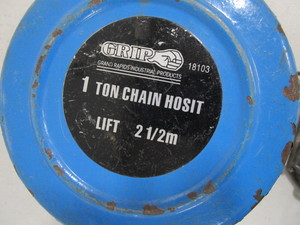 GRIP
GRAND RAPIDS INDUSTRIAL PRODUCTS
18103
1 TON CHAIN HOSIT
LIFT 2 1/2m